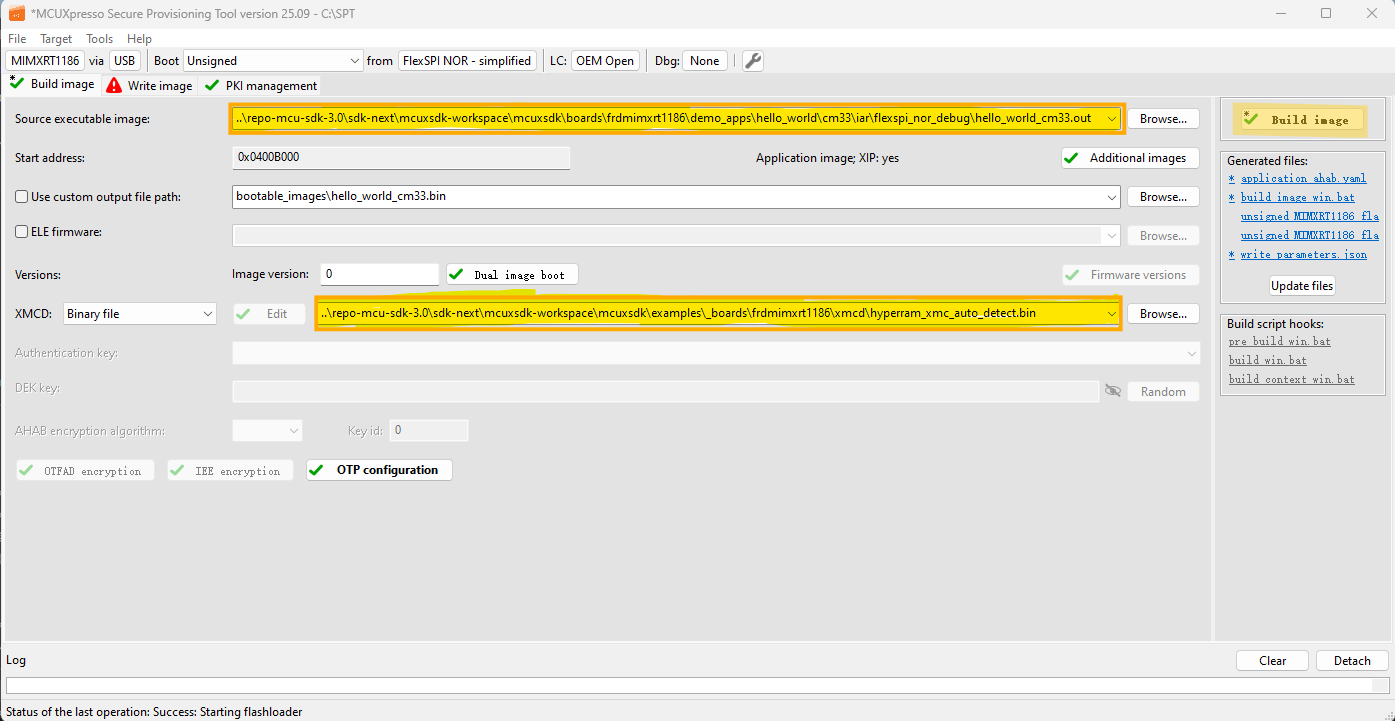 *MCUXpresso Secure Provisioning Tool version 25.09 - C:\SPT
File Target Tools Help
MIMXRT1186 via USB Boot Unsigned from FlexSPI NOR - simplified LC: OEM Open Dbg: None
* Build image Write image PKI management
Source executable image: ..\repo-mcu-sdk-3.0\sdk-next\mcuxsdk-workspace\mcuxsdk\boards\frdmimxrt1186\demo_apps\hello_world\cm33\iar\flexspi_nor_debug\hello_world_cm33.out Browse...
Start address: 0x0400B000 Application image; XIP: yes Additional images
Use custom output file path: bootable_images\hello_world_cm33.bin Browse...
ELE firmware: Browse...
Versions: Image version: 0 Dual image boot Firmware versions
XMCD: Binary file Edit ..\repo-mcu-sdk-3.0\sdk-next\mcuxsdk-workspace\mcuxsdk\examples\_boards\frdmimxrt1186\xmcd\hyperram_xmc_auto_detect.bin Browse...
Authentication key:
DEK key: Random
AHAB encryption algorithm: Key id: 0
OTFAD encryption IEE encryption OTP configuration
* Build image
Generated files:
* application_ahab.yaml
* build_image_win.bat
unsigned_MIMXRT1186_fla
unsigned_MIMXRT1186_fla
* write_parameters.json
Update files
Build script hooks:
pre_build_win.bat
build_win.bat
build_context_win.bat
Log Clear Detach
Status of the last operation: Success: Starting flashloader